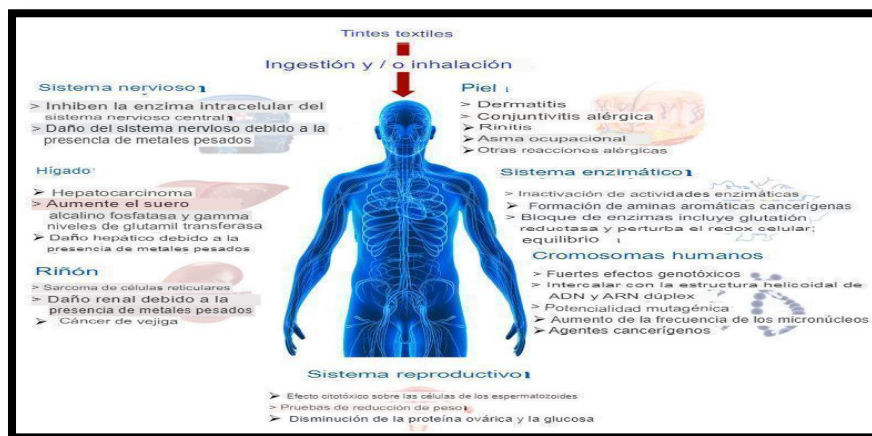 Tintes textiles
Ingestión y / o inhalación
Sistema nervioso
> Inhiben la enzima intracelular del
sistema nervioso central
> Daño del sistema nervioso debido a la
presencia de metales pesados
Hígado
➤ Hepatocarcinoma
> Aumente el suero
alcalino fosfatasa y gamma
niveles de glutamil transferasa
➤ Daño hepático debido a la
presencia de metales pesados
Riñón
➤ Sarcoma de células reticulares
> Daño renal debido a la
presencia de metales pesados
➤ Cáncer de vejiga
Piel
> Dermatitis
> Conjuntivitis alérgica
> Rinitis
➤ Asma ocupacional
➤ Otras reacciones alérgicas
Sistema enzimático
> Inactivación de actividades enzimáticas
➤ Formación de aminas aromáticas cancerígenas
> Bloque de enzimas incluye glutatión
reductasa y perturba el redox celular;
equilibrio
Cromosomas humanos
> Fuertes efectos genotóxicos
> Intercalar con la estructura helicoidal de
ADN y ARN dúplex
> Potencialidad mutagénica
➤ Aumento de la frecuencia de los micronúcleos
➤ Agentes cancerígenos
Sistema reproductivo
➤ Efecto citotóxico sobre las células de los espermatozoides
> Pruebas de reducción de peso
➤ Disminución de la proteína ovárica y la glucosa